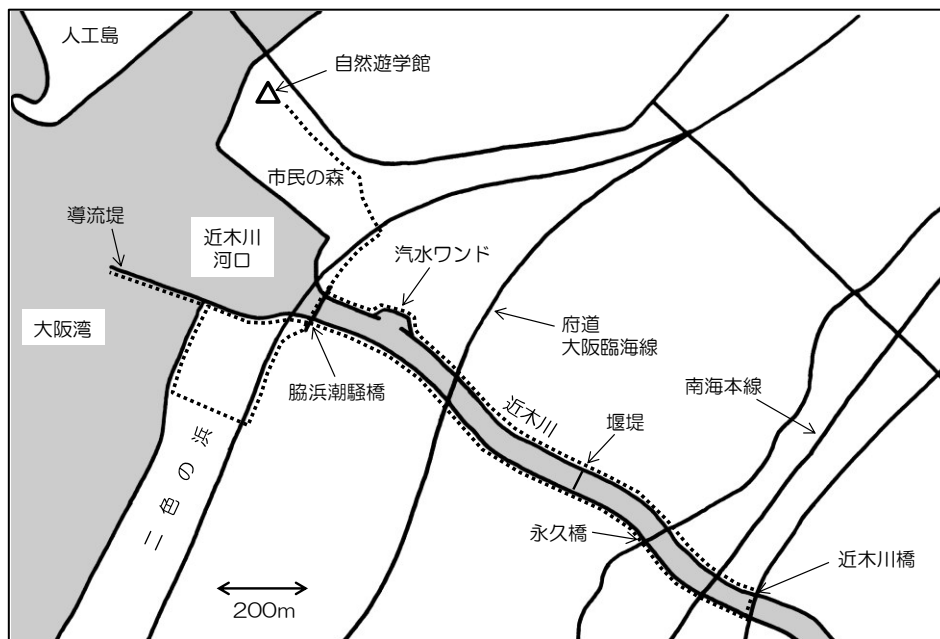 人工島
自然遊学館
市民の森
導流堤
近木川
河口
汽水ワンド
大阪湾
府道
大阪臨海線
脇浜潮騒橋
南海本線
近木川
堰堤
二色の浜
永久橋
近木川橋
200m